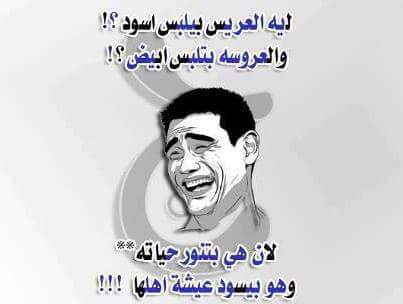 ليه العريس بيلبس اسود ؟!
والعروسه بتلبس ابيض ؟!
لان هي بتنور حياته **
وهو بيسود عيشة اهلها !!!